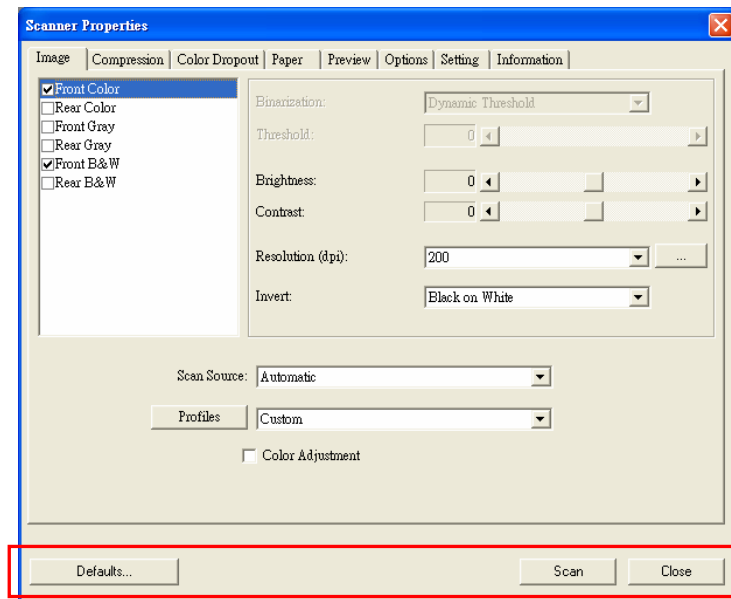 Scanner Properties
Image Compression Color Dropout Paper Preview Options Setting Information
Front Color
Rear Color
Front Gray
Rear Gray
Front B&W
Rear B&W
Binarization: Dynamic Threshold
Threshold: 0
Brightness: 0
Contrast: 0
Resolution (dpi): 200 ...
Invert: Black on White
Scan Source: Automatic
Profiles Custom
Color Adjustment
Defaults... Scan Close